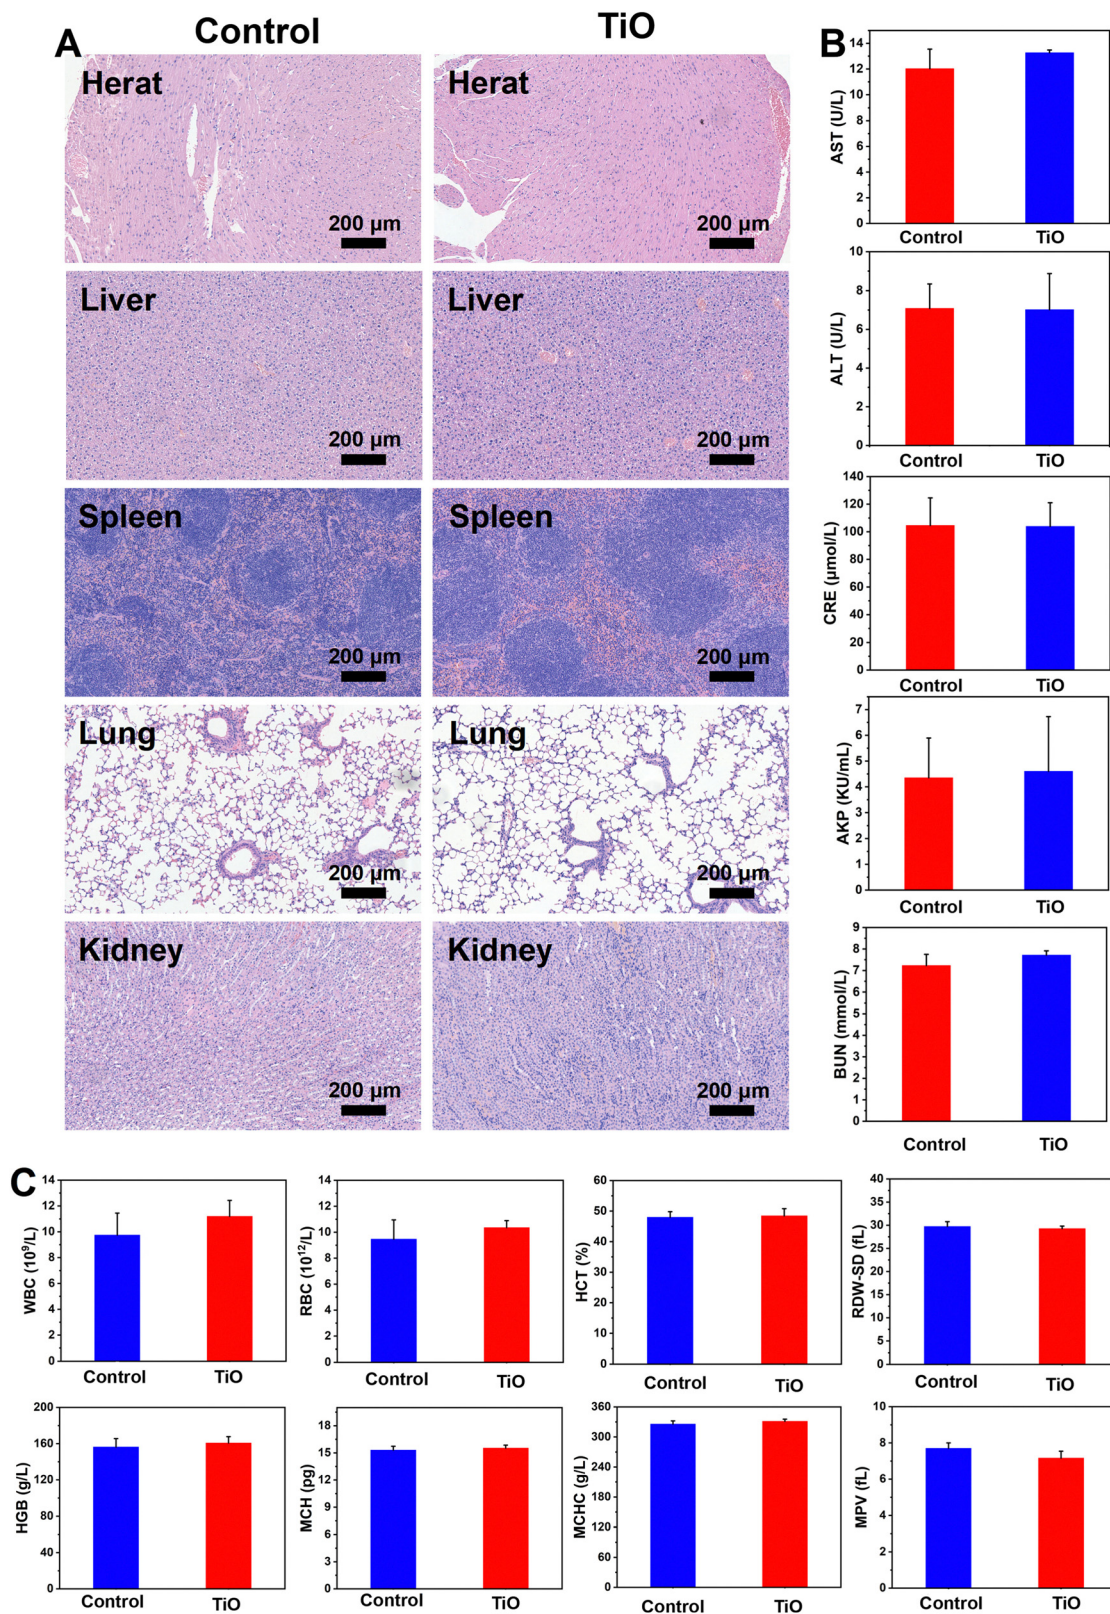 Control TiO
A B
Herat Herat
200 µm 200 µm
Liver Liver
200 µm 200 µm
Spleen Spleen
200 µm 200 µm
Lung Lung
200 µm 200 µm
Kidney Kidney
200 µm 200 µm
AST (U/L)
14
12
10
8
6
4
2
0
Control TiO
ALT (U/L)
10
8
6
4
2
0
Control TiO
CRE (µmol/L)
140
120
100
80
60
40
20
0
Control TiO
AKP (KU/mL)
7
6
5
4
3
2
1
0
Control TiO
BUN (mmol/L)
9
8
7
6
5
4
3
2
1
0
Control TiO
C
WBC (10⁹/L)
14
12
10
8
6
4
2
0
Control TiO
RBC (10¹²/L)
14
12
10
8
6
4
2
0
Control TiO
HCT (%)
60
50
40
30
20
10
0
Control TiO
RDW-SD (fL)
40
35
30
25
20
15
10
5
0
Control TiO
HGB (g/L)
200
160
120
80
40
0
Control TiO
MCH (pg)
18
15
12
9
6
3
0
Control TiO
MCHC (g/L)
360
330
300
240
180
120
60
0
Control TiO
MPV (fL)
10
8
6
4
2
0
Control TiO